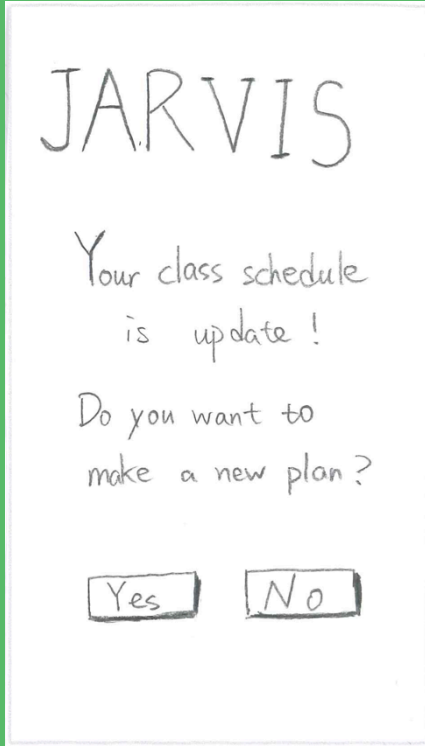 JARVIS
Your class schedule
is update!
Do you want to
make a new plan?
Yes No